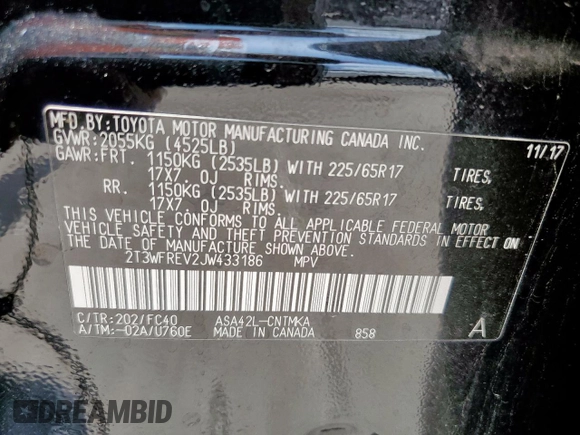 MFD.BY:TOYOTA MOTOR MANUFACTURING CANADA INC.
GVWR:2055KG (4525LB) 11/17
GAWR:FRT. 1150KG (2535LB) WITH 225/65R17 TIRES,
17X7.0J RIMS.
RR. 1150KG (2535LB) WITH 225/65R17 TIRES,
17X7.0J RIMS.
THIS VEHICLE CONFORMS TO ALL APPLICABLE FEDERAL MOTOR
VEHICLE SAFETY AND THEFT PREVENTION STANDARDS IN EFFECT ON
THE DATE OF MANUFACTURE SHOWN ABOVE.
2T3WFREV2JW433186 MPV
C/TR:202/FC40 ASA42L-CNTMKA
A/TM:-02A/U760E MADE IN CANADA 858 A
DREAMBID